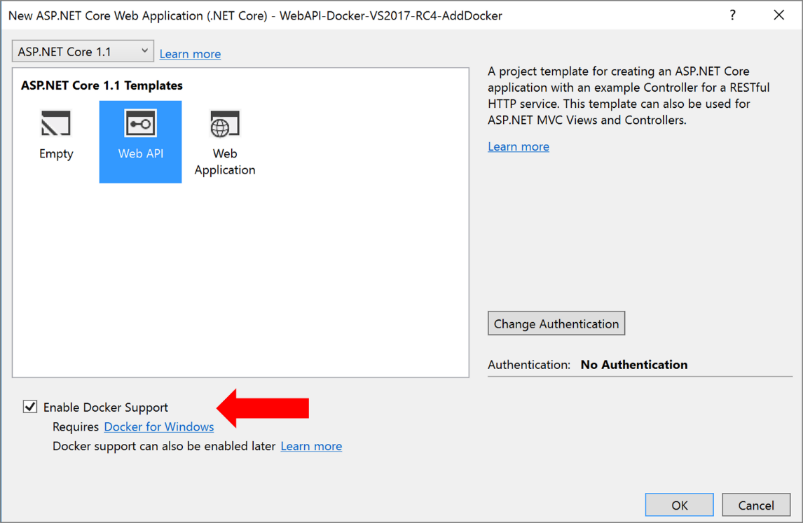 New ASP.NET Core Web Application (.NET Core) - WebAPI-Docker-VS2017-RC4-AddDocker
?
ASP.NET Core 1.1
Learn more
ASP.NET Core 1.1 Templates
Empty
Web API
Web
Application
A project template for creating an ASP.NET Core
application with an example Controller for a RESTful
HTTP service. This template can also be used for
ASP.NET MVC Views and Controllers.
Learn more
Change Authentication
Authentication: No Authentication
Enable Docker Support
Requires Docker for Windows
Docker support can also be enabled later Learn more
OK
Cancel